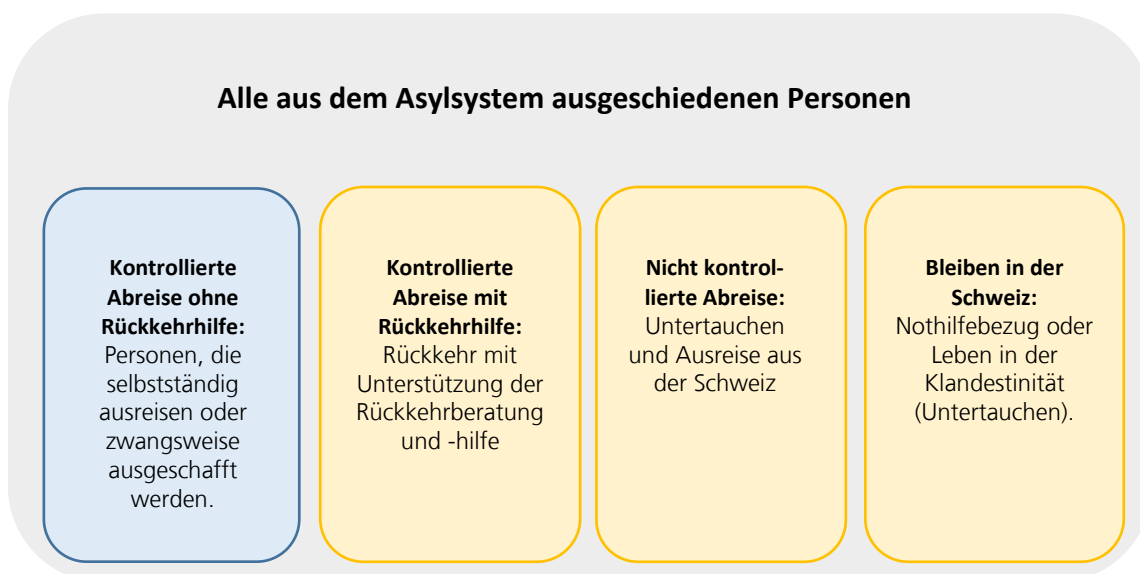 Alle aus dem Asylsystem ausgeschiedenen Personen
Kontrollierte
Abreise ohne
Rückkehrhilfe:
Personen, die
selbstständig
ausreisen oder
zwangsweise
ausgeschafft
werden.
Kontrollierte
Abreise mit
Rückkehrhilfe:
Rückkehr mit
Unterstützung der
Rückkehrberatung
und -hilfe
Nicht kontrol-
lierte Abreise:
Untertauchen
und Ausreise aus
der Schweiz
Bleiben in der
Schweiz:
Nothilfebezug oder
Leben in der
Klandestinität
(Untertauchen).